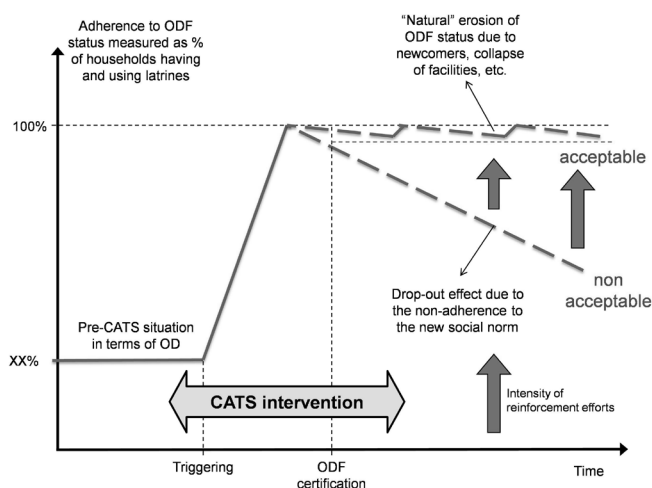 Adherence to ODF
status measured as %
of households having
and using latrines
"Natural" erosion of
ODF status due to
newcomers, collapse
of facilities, etc.
100%
acceptable
non
acceptable
Drop-out effect due to
the non-adherence to
the new social norm
Pre-CATS situation
in terms of OD
XX%
CATS intervention
Intensity of
reinforcement efforts
Triggering
ODF
certification
Time